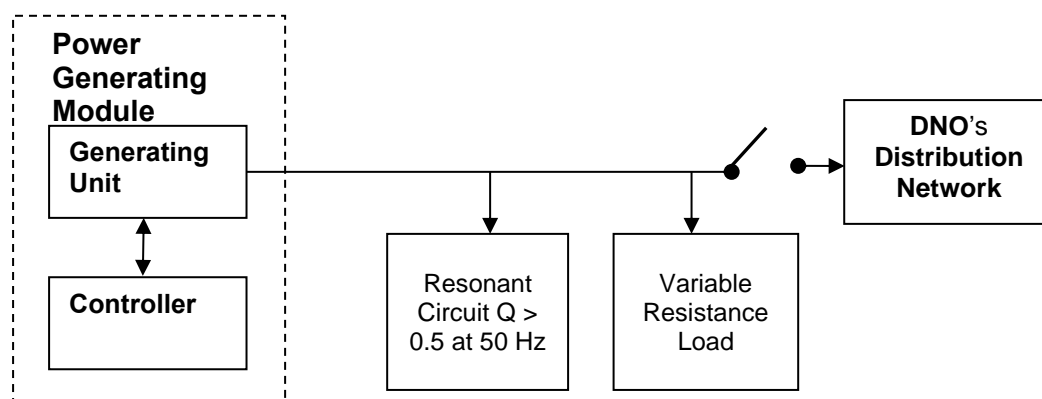 Power
Generating
Module
Generating
Unit
Controller
Resonant
Circuit Q >
0.5 at 50 Hz
Variable
Resistance
Load
DNO's
Distribution
Network